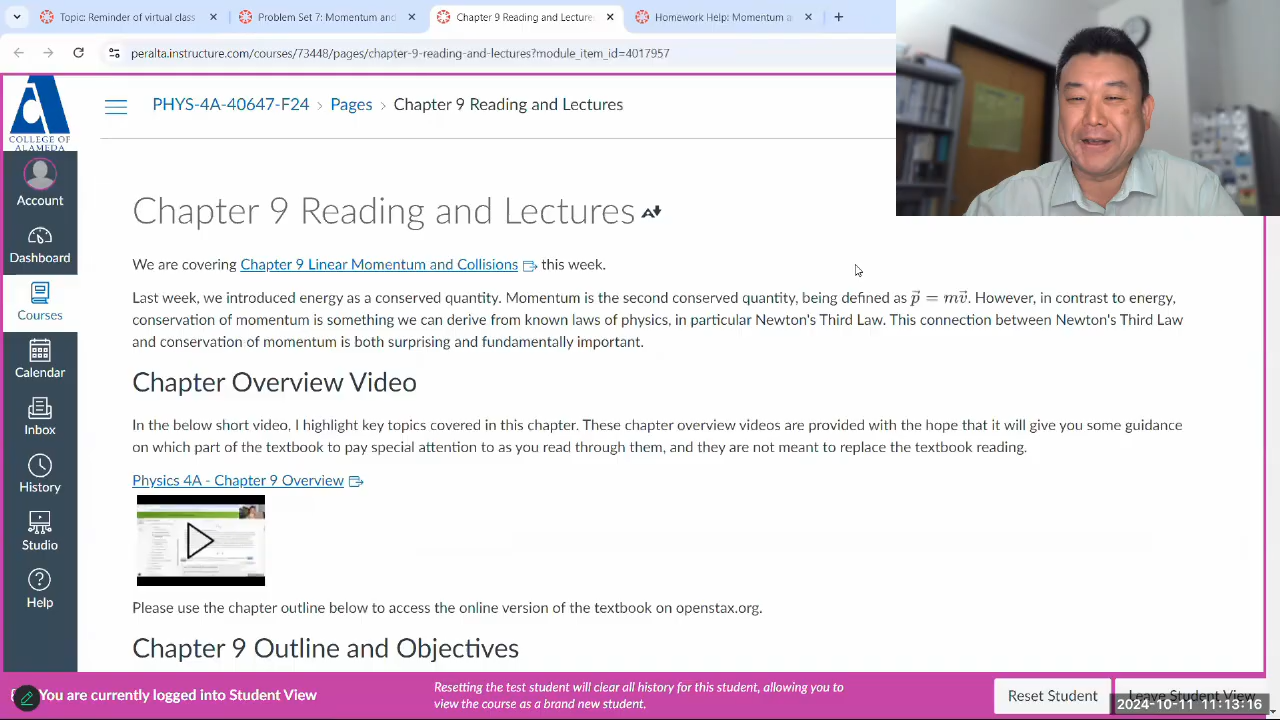 Problem Set 7: Linear Momentu
Additional Problems: Linear Mo
Chapter 9 Reading and Lectures
Homework Help: Momentum a
peralta.instructure.com/courses/73448/pages/chapter-9-reading-and-lectures?module_item_id=4017957
COLLEGE OF
ALAMEDA
PHYS-4A-40647-F24 › Pages › Chapter 9 Reading and Lectures
Account
Dashboard
Courses
Calendar
Inbox
History
Studio
Help
Chapter 9 Reading and Lectures
We are covering Chapter 9 Linear Momentum and Collisions this week.
Last week, we introduced energy as a conserved quantity. Momentum is the second conserved quantity, being defined as p⃗ = mv⃗. However, in contrast to energy,
conservation of momentum is something we can derive from known laws of physics, in particular Newton's Third Law. This connection between Newton's Third Law
and conservation of momentum is both surprising and fundamentally important.
Chapter Overview Video
In the below short video, I highlight key topics covered in this chapter. These chapter overview videos are provided with the hope that it will give you some guidance
on which part of the textbook to pay special attention to as you read through them, and they are not meant to replace the textbook reading.
Physics 4A - Chapter 9 Overview
Please use the chapter outline below to access the online version of the textbook on openstax.org.
Chapter 9 Outline and Objectives
You are currently logged into Student View
Resetting the test student will clear all history for this student, allowing you to
view the course as a brand new student.
Reset Student
Leave Student View
2024-10-11 11:13:16